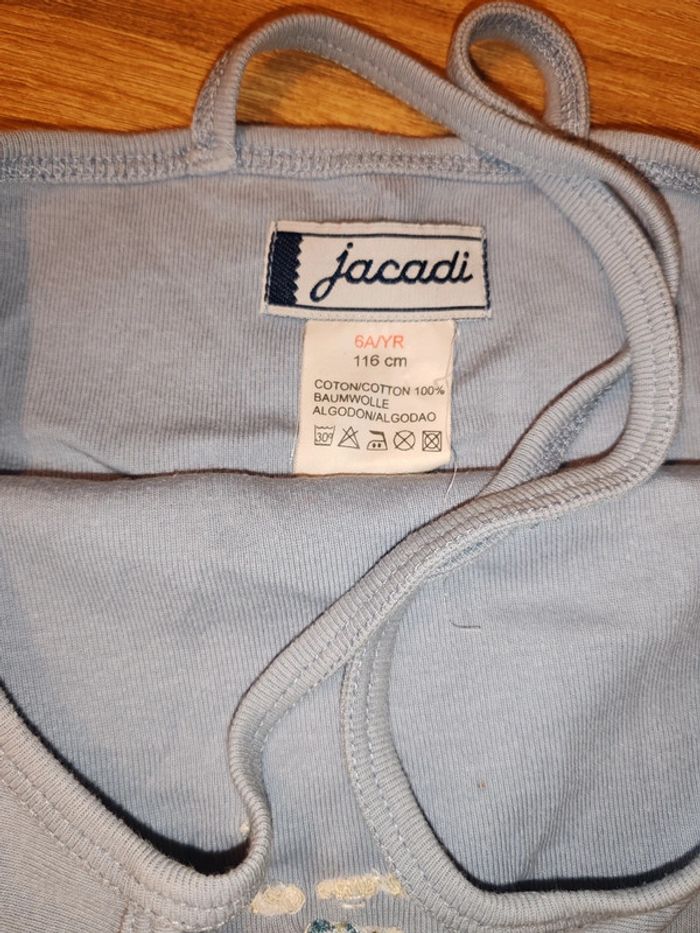 jacadi
6A/YR
116 cm
COTON/COTTON 100%
BAUMWOLLE
ALGODON/ALGODAO
30°